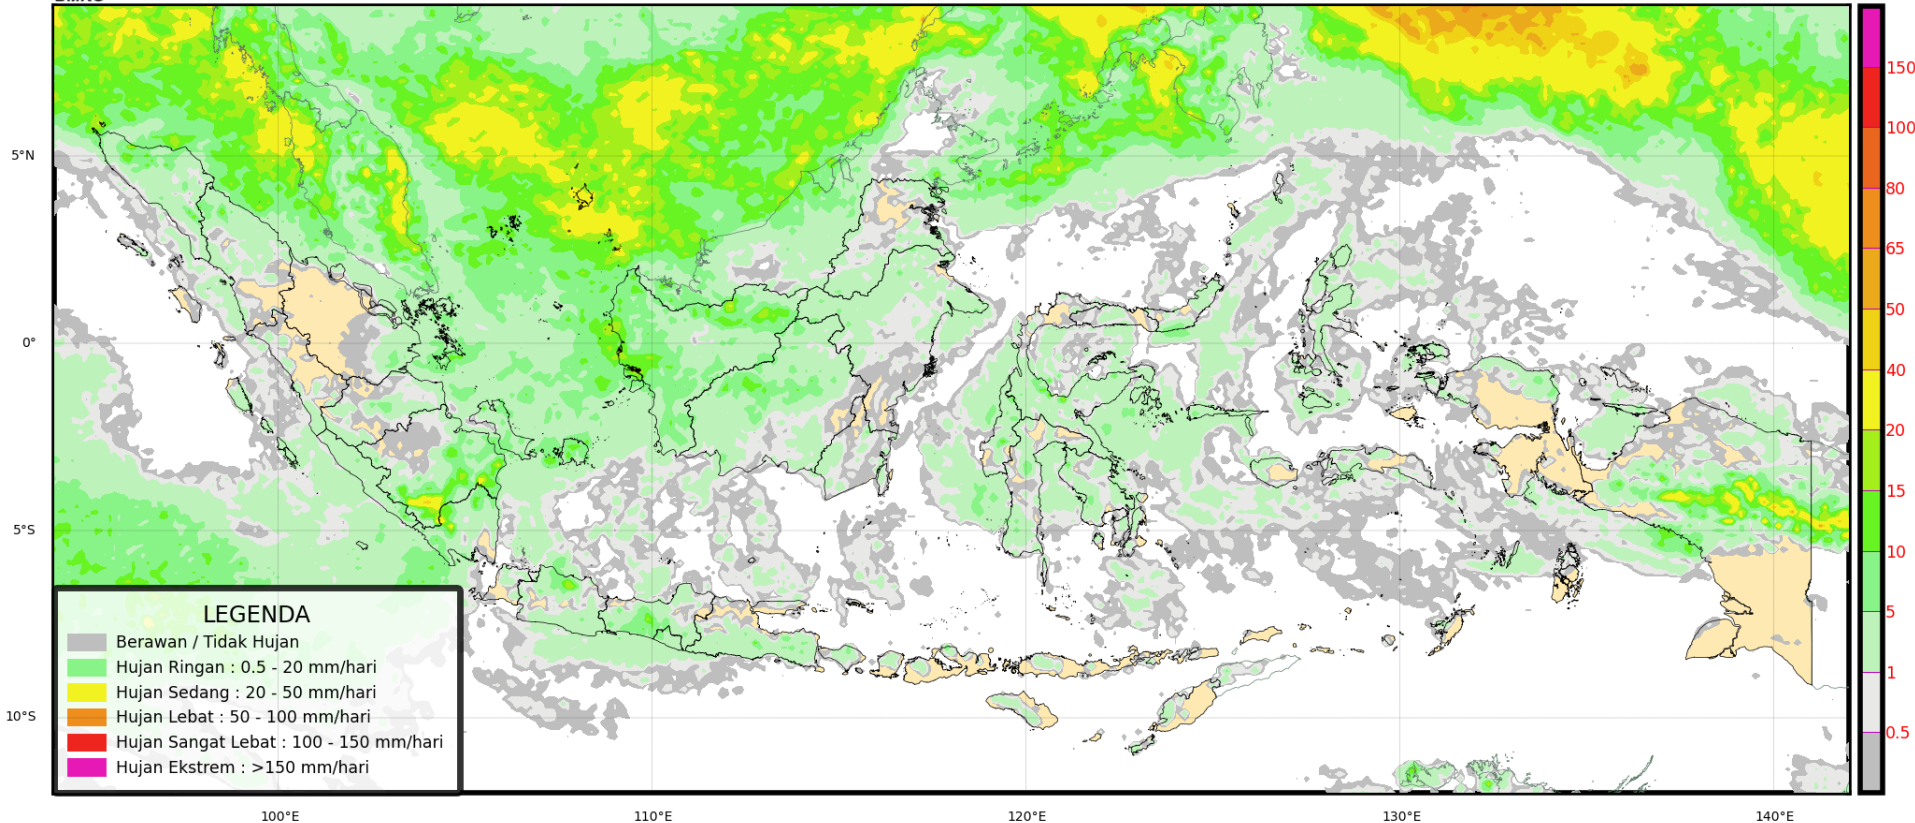 5°N
0°
5°S
10°S
100°E
110°E
120°E
130°E
140°E
LEGENDA
Berawan / Tidak Hujan
Hujan Ringan : 0.5 - 20 mm/hari
Hujan Sedang : 20 - 50 mm/hari
Hujan Lebat : 50 - 100 mm/hari
Hujan Sangat Lebat : 100 - 150 mm/hari
Hujan Ekstrem : >150 mm/hari
150
100
80
65
50
40
20
15
10
5
1
0.5